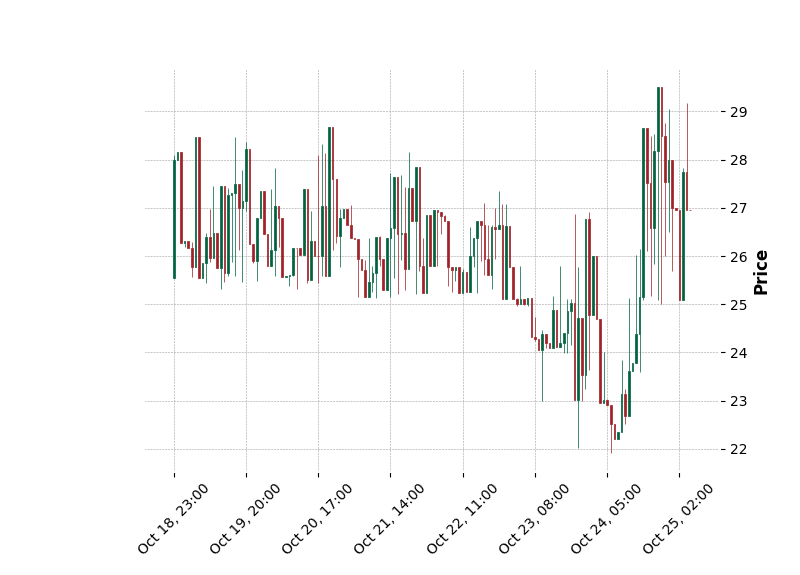 29
28
27
26
25
24
23
22
Price
Oct 18, 23:00
Oct 19, 20:00
Oct 20, 17:00
Oct 21, 14:00
Oct 22, 11:00
Oct 23, 08:00
Oct 24, 05:00
Oct 25, 02:00